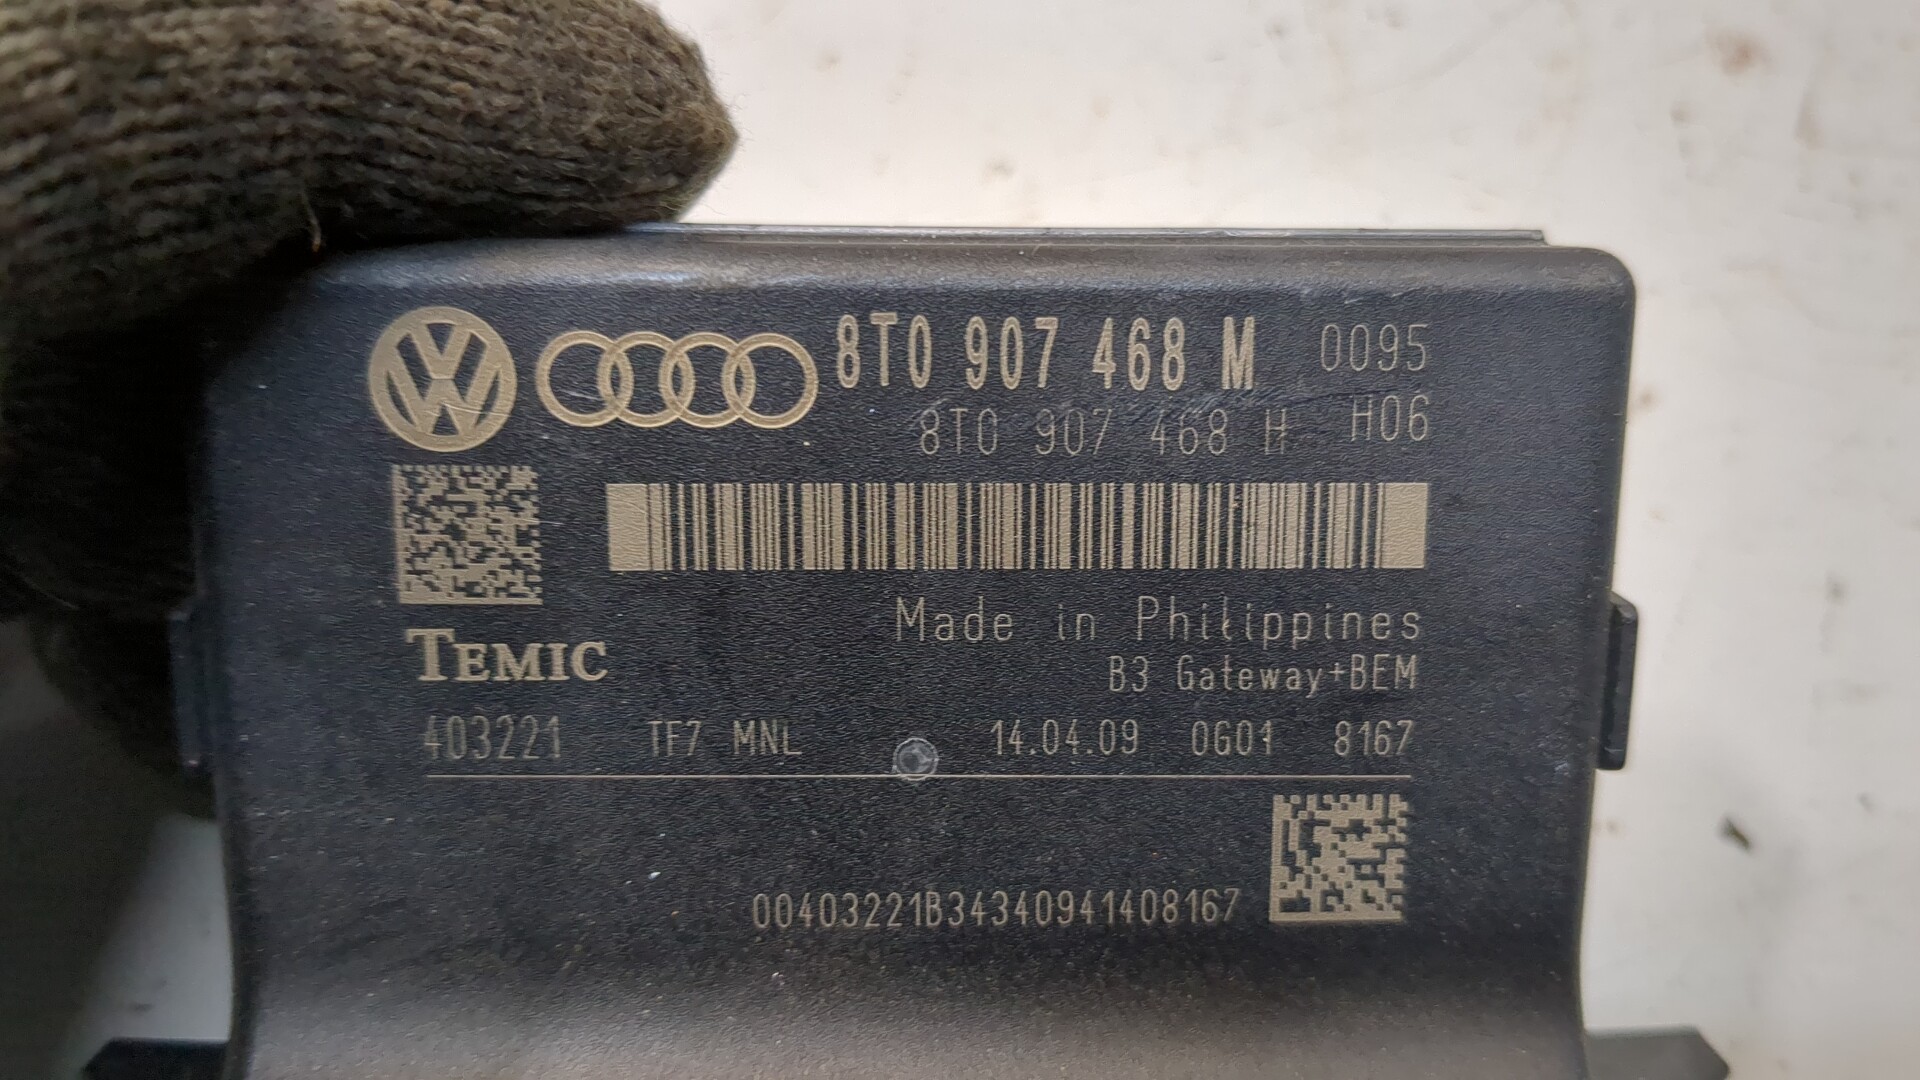 8T0 907 468 M 0095
8T0 907 468 H H06
TEMIC
Made in Philippines
B3 Gateway+BEM
403221 TF7 MNL 14.04.09 0G01 8167
00403221B34340941408167